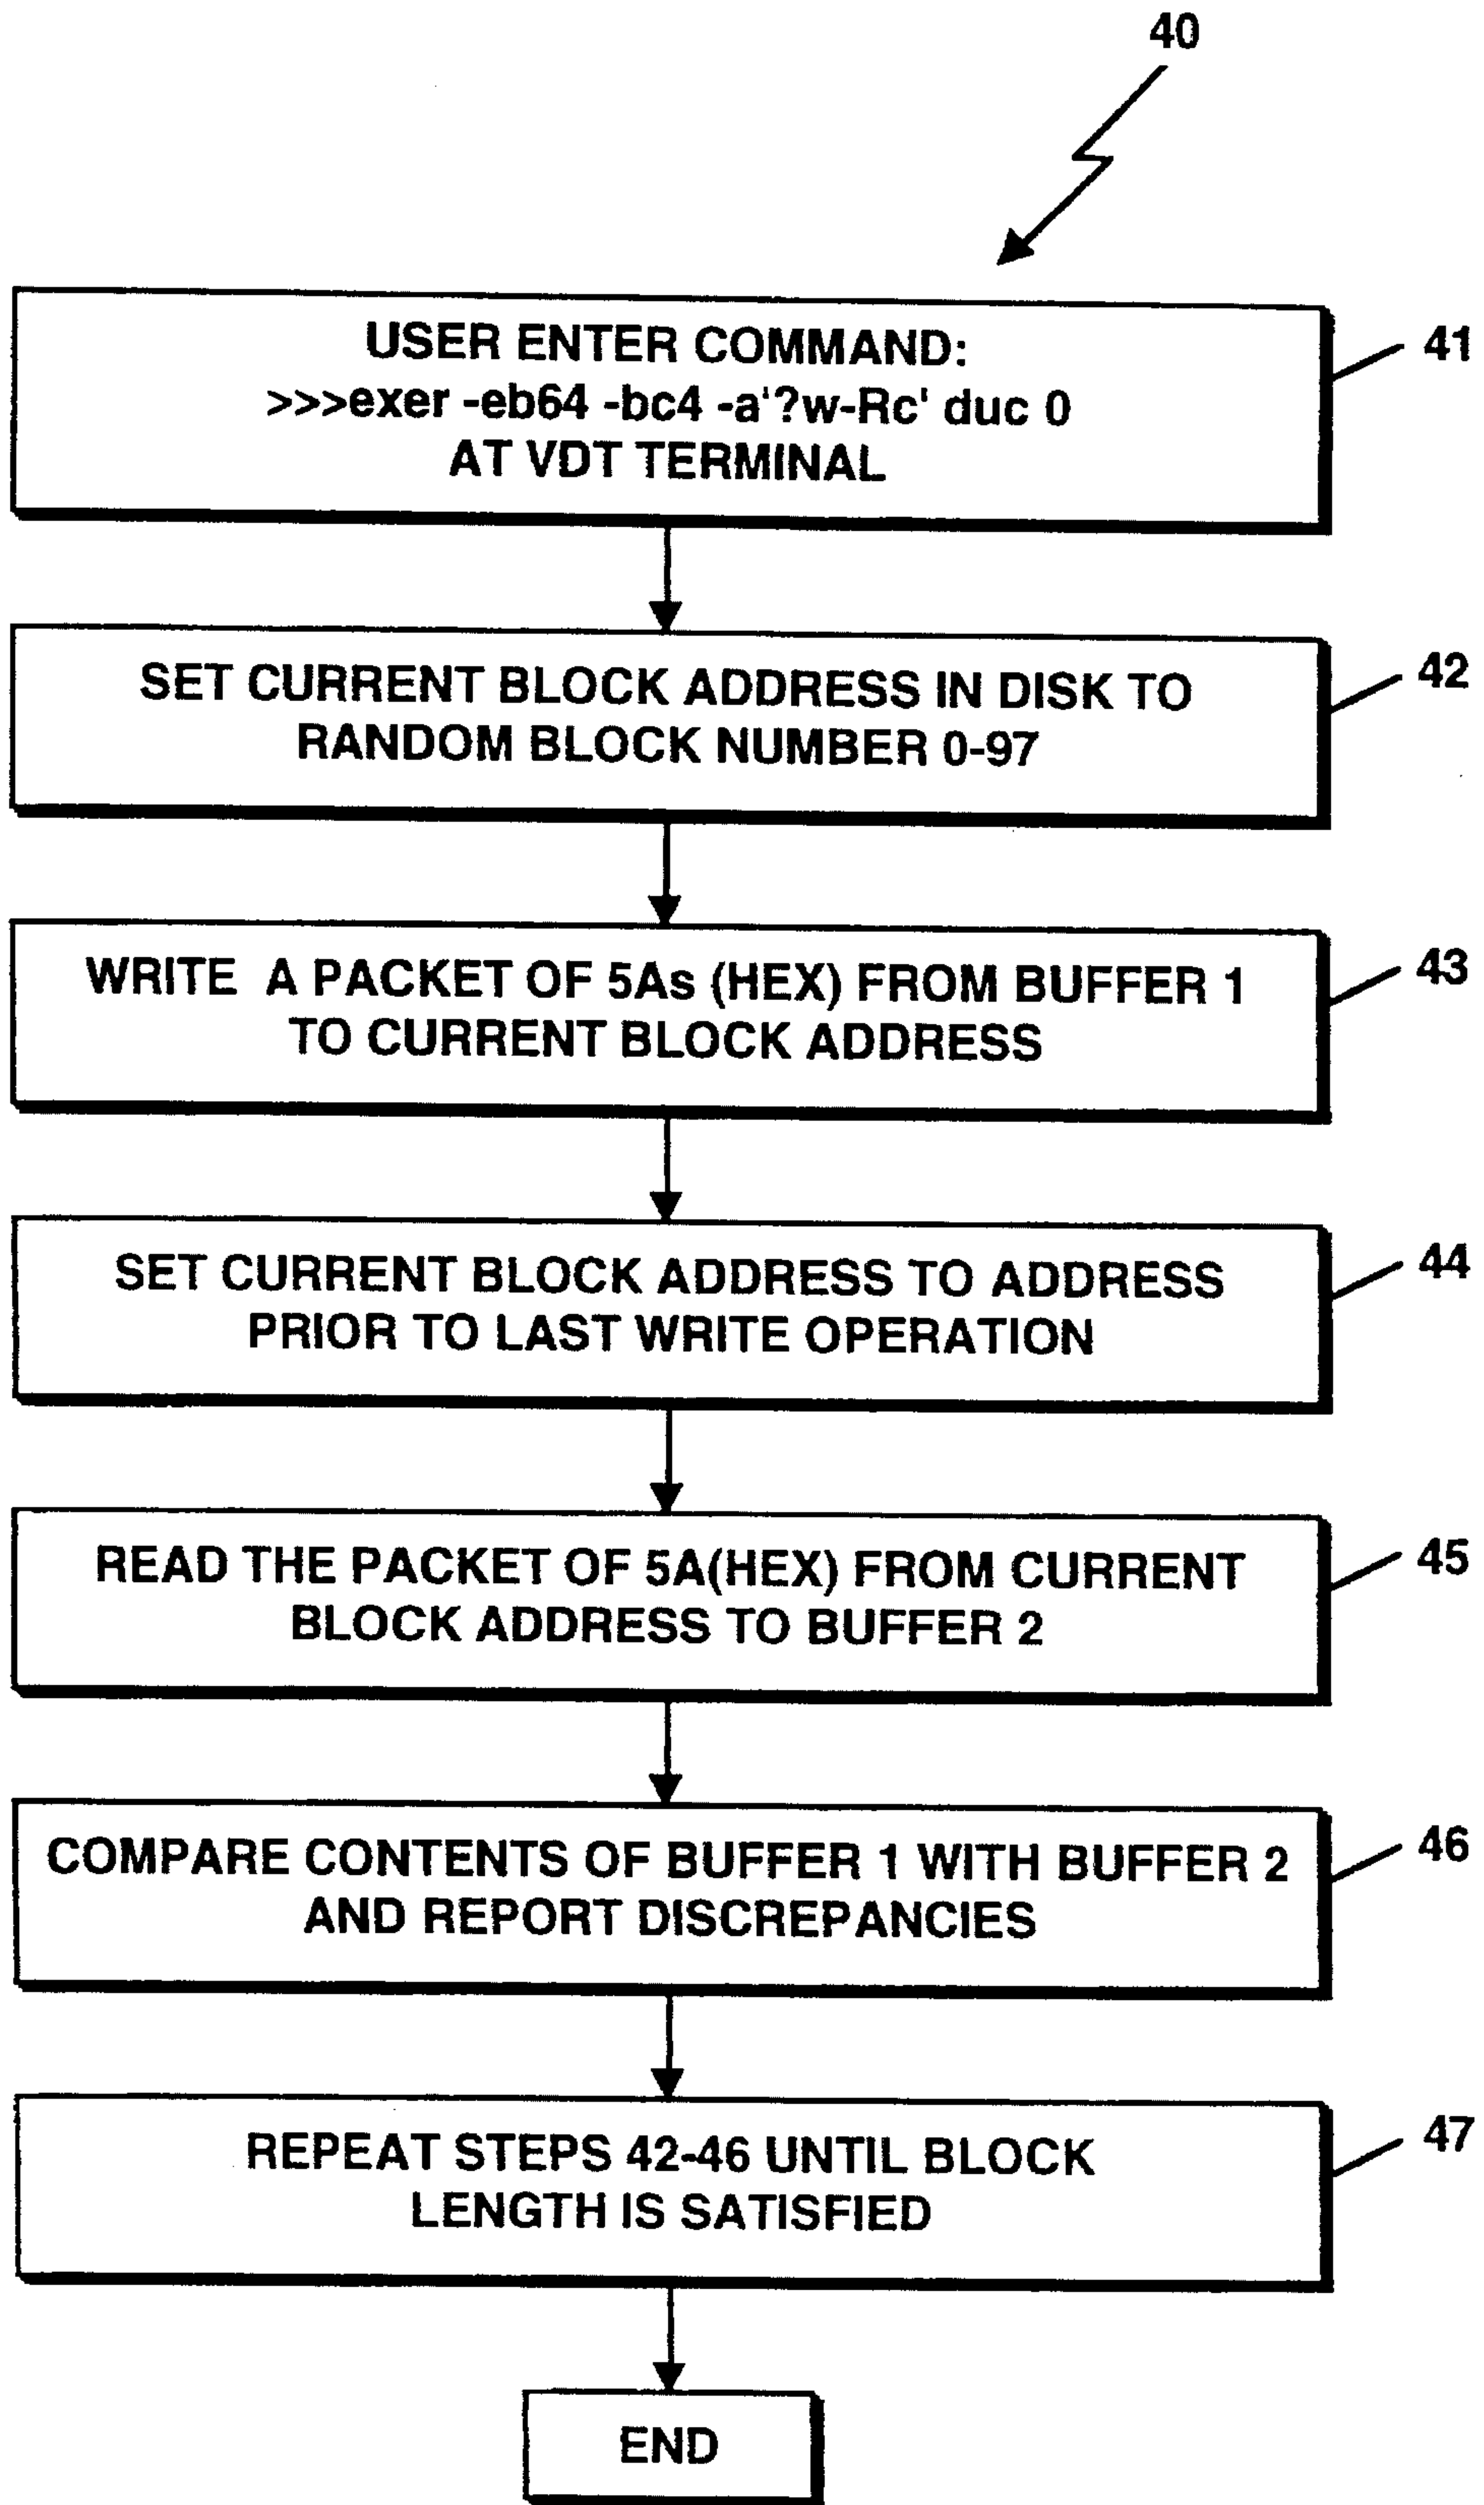 40
USER ENTER COMMAND:
>>>exer -eb64 -bc4 -a'?w-Rc' duc 0
AT VDT TERMINAL
41
SET CURRENT BLOCK ADDRESS IN DISK TO
RANDOM BLOCK NUMBER 0-97
42
WRITE A PACKET OF 5As (HEX) FROM BUFFER 1
TO CURRENT BLOCK ADDRESS
43
SET CURRENT BLOCK ADDRESS TO ADDRESS
PRIOR TO LAST WRITE OPERATION
44
READ THE PACKET OF 5A(HEX) FROM CURRENT
BLOCK ADDRESS TO BUFFER 2
45
COMPARE CONTENTS OF BUFFER 1 WITH BUFFER 2
AND REPORT DISCREPANCIES
46
REPEAT STEPS 42-46 UNTIL BLOCK
LENGTH IS SATISFIED
47
END